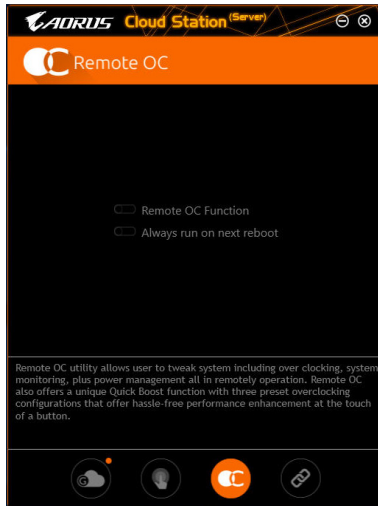 AORUS Cloud Station (Server)
Remote OC
Remote OC Function
Always run on next reboot
Remote OC utility allows user to tweak system including over clocking, system
monitoring, plus power management all in remotely operation. Remote OC
also offers a unique Quick Boost function with three preset overclocking
configurations that offer hassle-free performance enhancement at the touch
of a button.
G